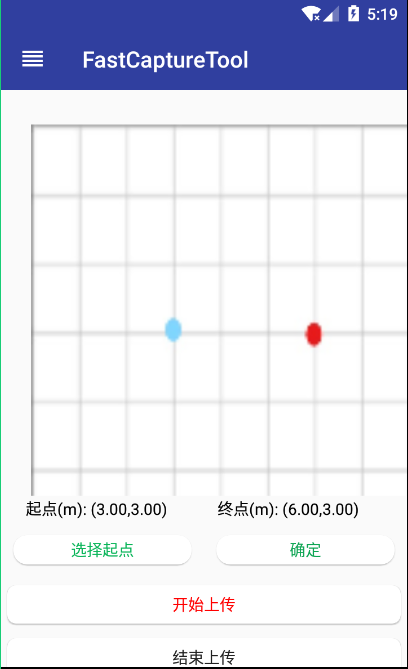 5:19
FastCaptureTool
起点(m): (3.00,3.00) 终点(m): (6.00,3.00)
选择起点 确定
开始上传
结束上传